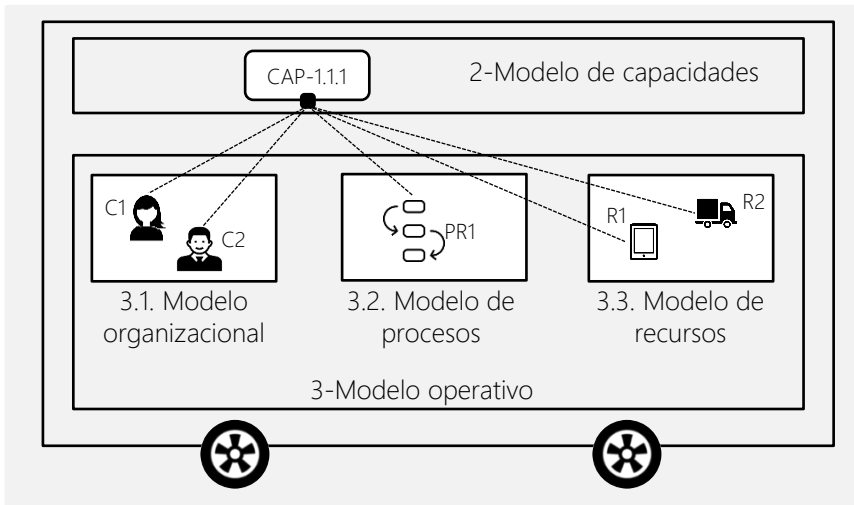 CAP-1.1.1
2-Modelo de capacidades
C1
C2
PR1
R1
R2
3.1. Modelo
organizacional
3.2. Modelo de
procesos
3.3. Modelo de
recursos
3-Modelo operativo